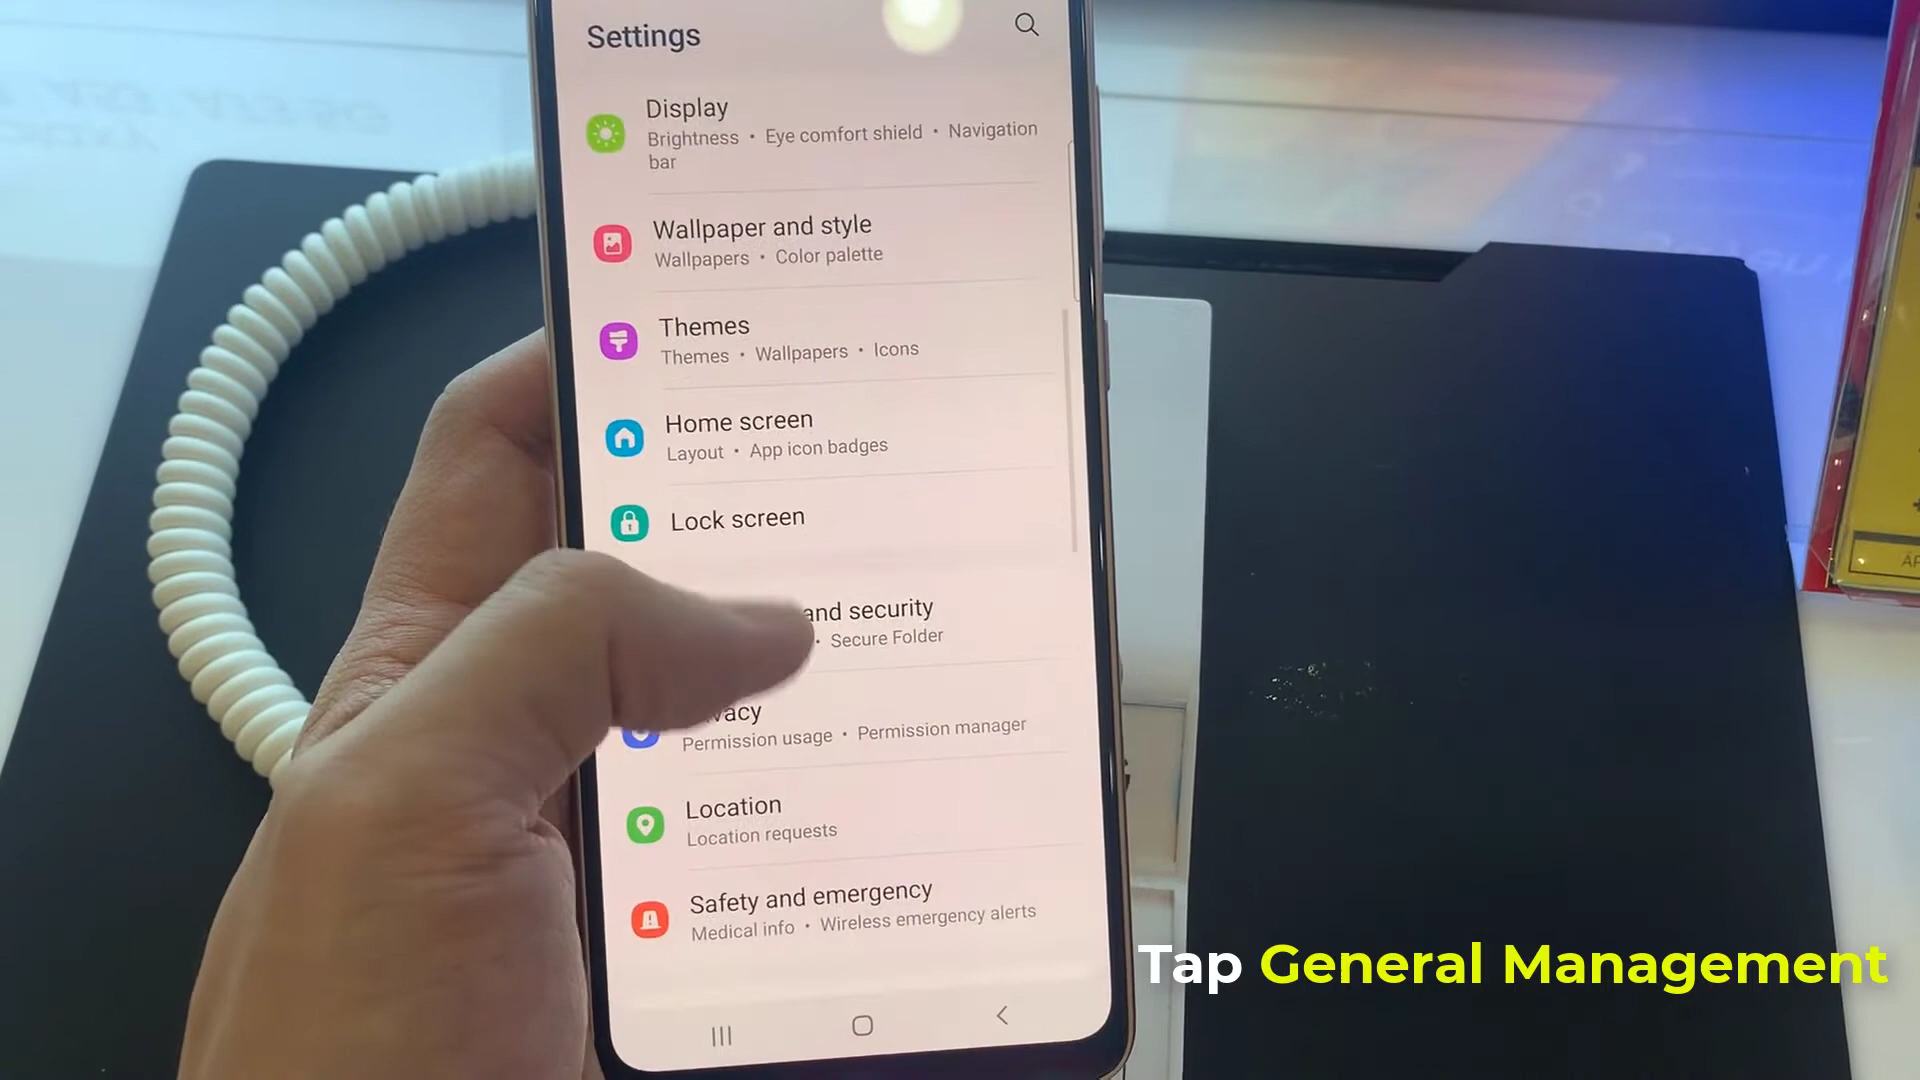 Settings
Display
Brightness • Eye comfort shield • Navigation
bar
Wallpaper and style
Wallpapers • Color palette
Themes
Themes • Wallpapers • Icons
Home screen
Layout • App icon badges
Lock screen
and security
• Secure Folder
vacy
Permission usage • Permission manager
Location
Location requests
Safety and emergency
Medical info • Wireless emergency alerts
Tap General Management